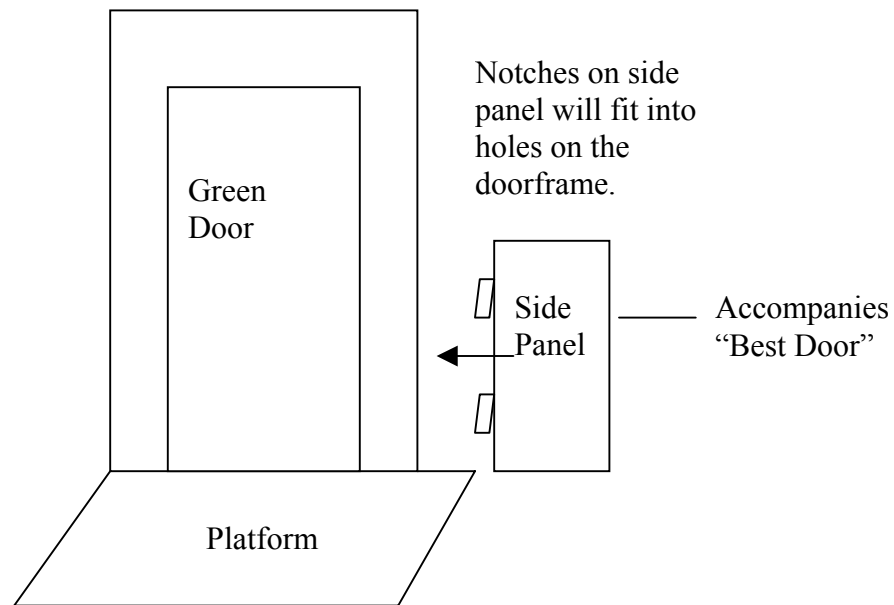 Notches on side
panel will fit into
holes on the
doorframe.
Green
Door
Side
Panel
Accompanies
“Best Door”
Platform